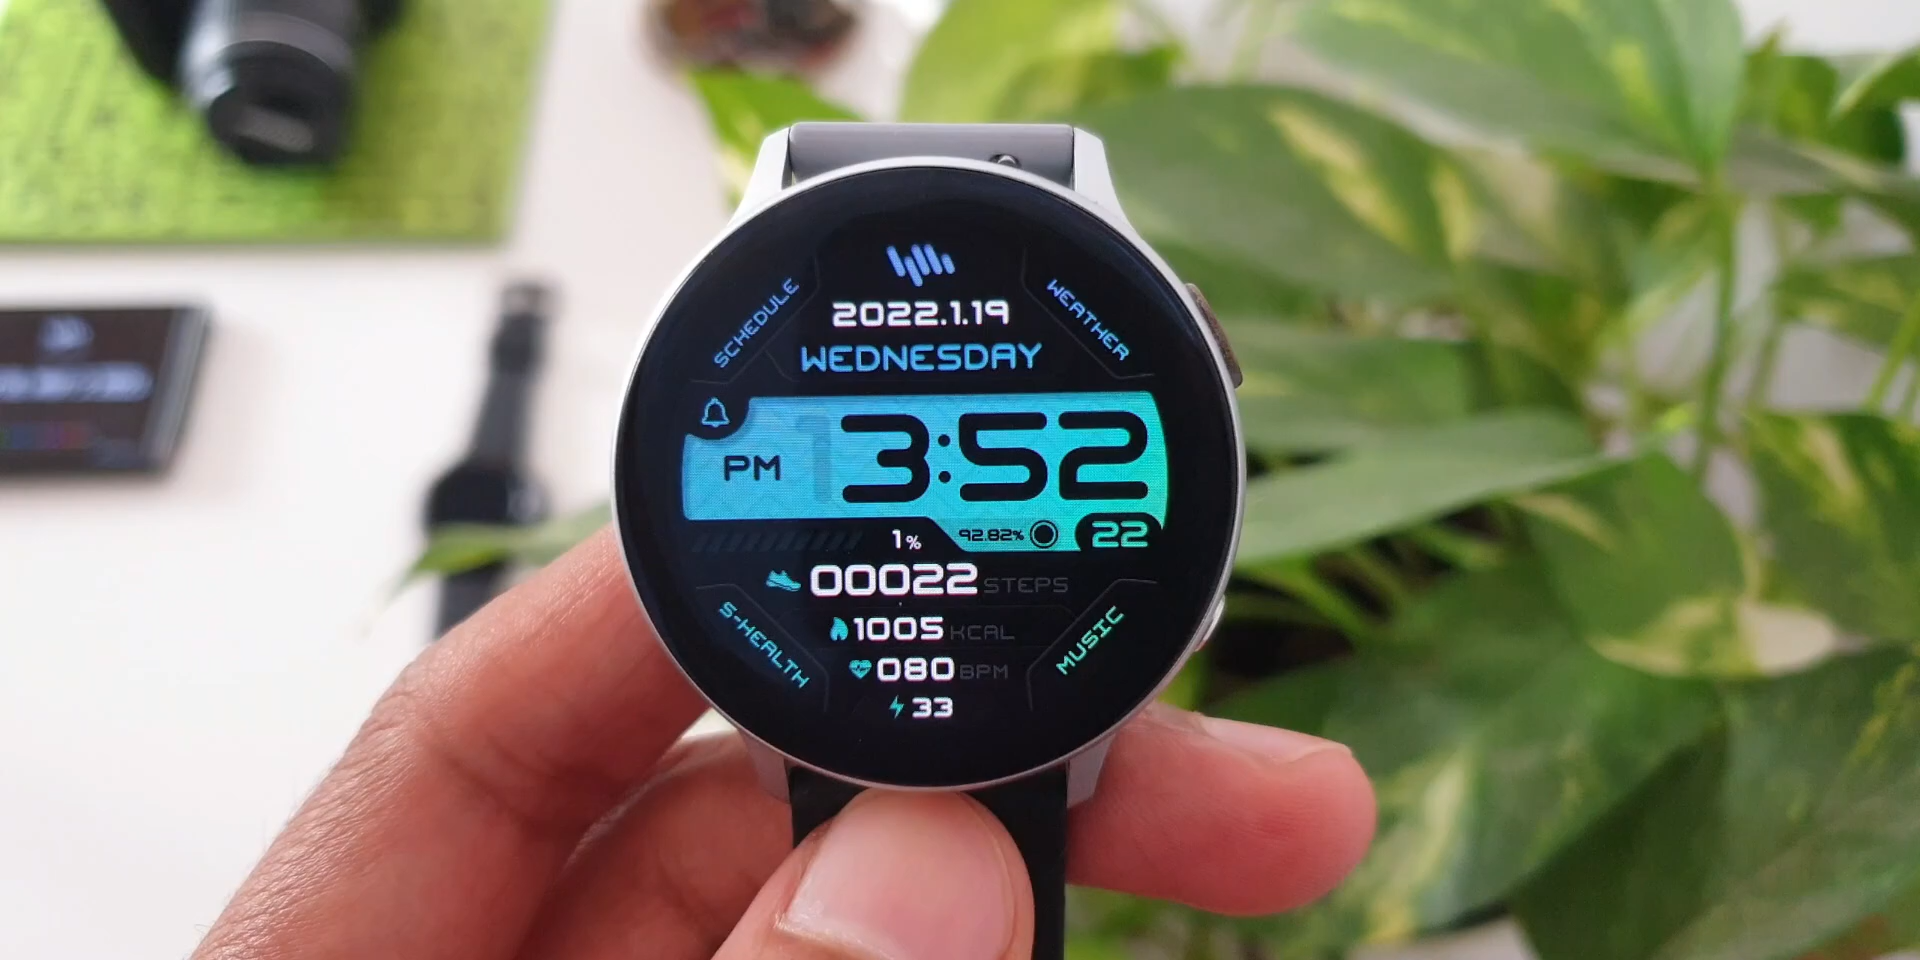 SCHEDULE
WEATHER
2022.1.19
WEDNESDAY
PM 3:52
1% 92.82% 22
00022 STEPS
1005 KCAL
080 BPM
33
S-HEALTH
MUSIC